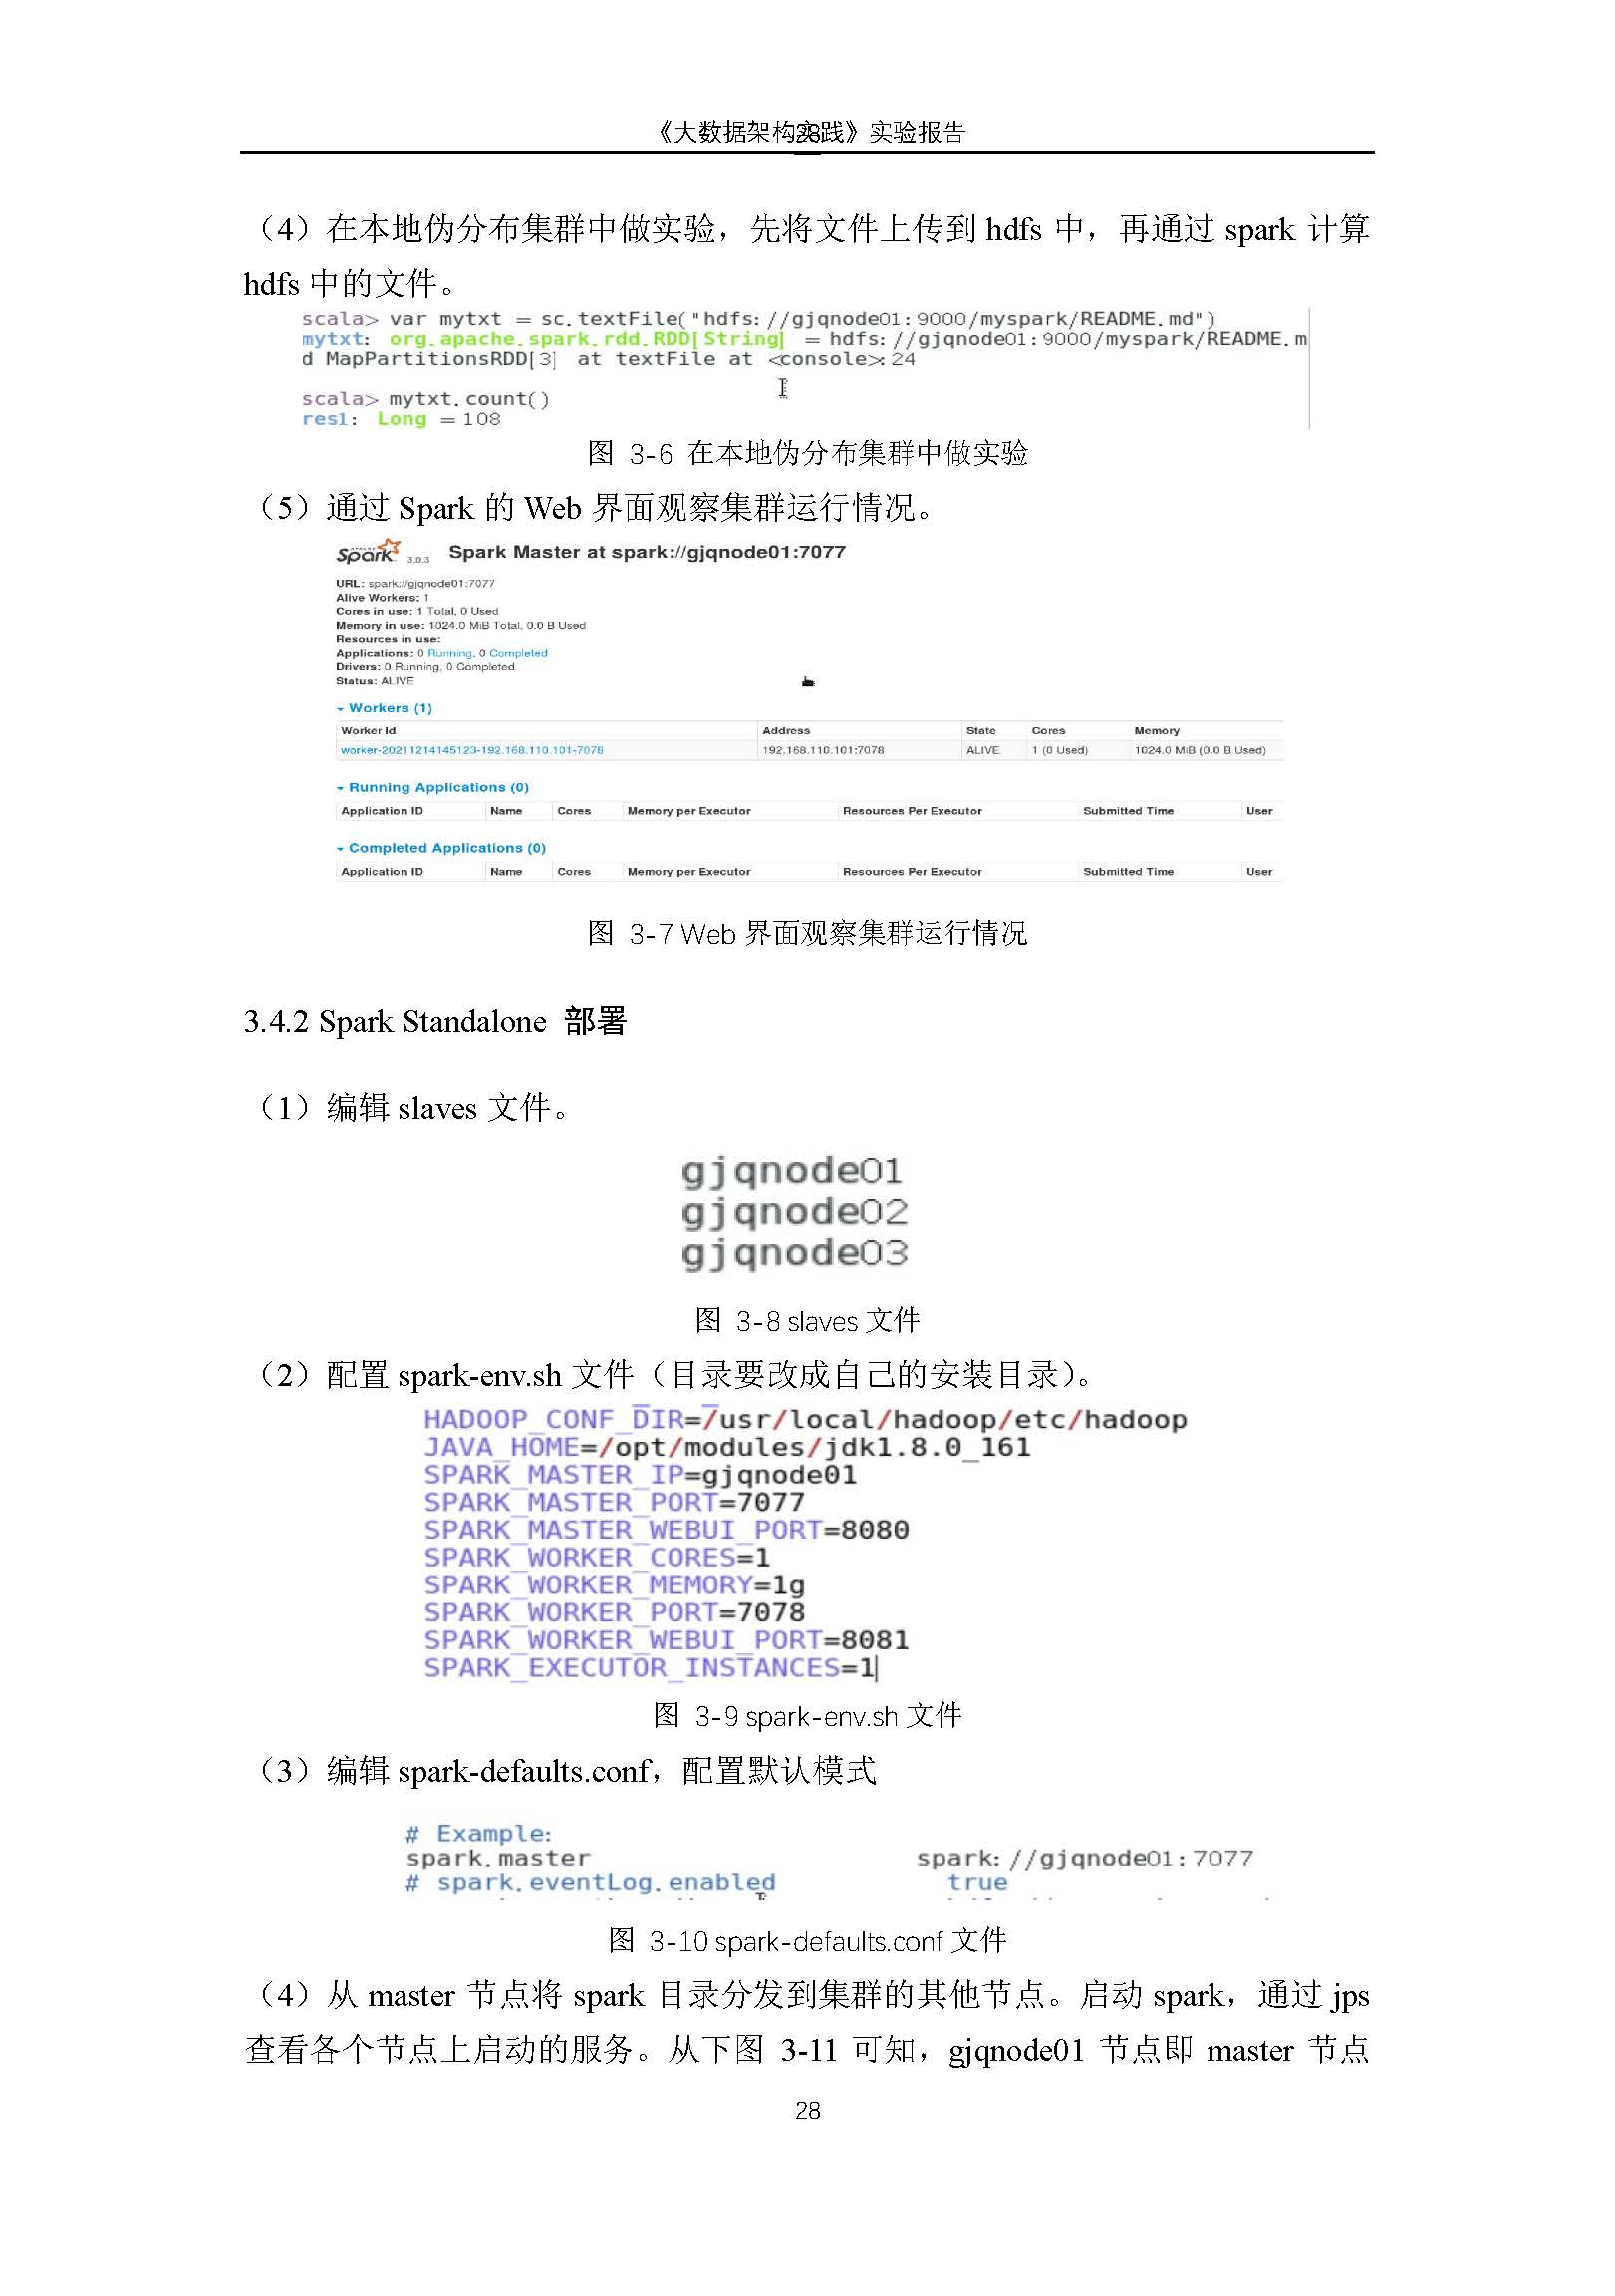 《大数据架构实践》实验报告
（4）在本地伪分布集群中做实验，先将文件上传到 hdfs 中，再通过 spark 计算
hdfs 中的文件。
scala> var mytxt = sc.textFile("hdfs://gjqnode01:9000/myspark/README.md")
mytxt: org.apache.spark.rdd.RDD[String] = hdfs://gjqnode01:9000/myspark/README.m
d MapPartitionsRDD[3] at textFile at <console>:24
scala> mytxt.count()
res1: Long = 108
图 3-6 在本地伪分布集群中做实验
（5）通过 Spark 的 Web 界面观察集群运行情况。
Spark 3.0.3 Spark Master at spark://gjqnode01:7077
URL: spark://gjqnode01:7077
Alive Workers: 1
Cores in use: 1 Total, 0 Used
Memory in use: 1024.0 MiB Total, 0.0 B Used
Resources in use:
Applications: 0 Running, 0 Completed
Drivers: 0 Running, 0 Completed
Status: ALIVE
Workers (1)
Worker Id Address State Cores Memory
worker-20211214145123-192.168.110.101-7078 192.168.110.101:7078 ALIVE 1 (0 Used) 1024.0 MiB (0.0 B Used)
Running Applications (0)
Application ID Name Cores Memory per Executor Resources Per Executor Submitted Time User
Completed Applications (0)
Application ID Name Cores Memory per Executor Resources Per Executor Submitted Time User
图 3-7 Web 界面观察集群运行情况
3.4.2 Spark Standalone 部署
（1）编辑 slaves 文件。
gjqnode01
gjqnode02
gjqnode03
图 3-8 slaves 文件
（2）配置 spark-env.sh 文件（目录要改成自己的安装目录）。
HADOOP_CONF_DIR=/usr/local/hadoop/etc/hadoop
JAVA_HOME=/opt/modules/jdk1.8.0_161
SPARK_MASTER_IP=gjqnode01
SPARK_MASTER_PORT=7077
SPARK_MASTER_WEBUI_PORT=8080
SPARK_WORKER_CORES=1
SPARK_WORKER_MEMORY=1g
SPARK_WORKER_PORT=7078
SPARK_WORKER_WEBUI_PORT=8081
SPARK_EXECUTOR_INSTANCES=1
图 3-9 spark-env.sh 文件
（3）编辑 spark-defaults.conf，配置默认模式
# Example:
spark.master spark://gjqnode01:7077
# spark.eventLog.enabled true
图 3-10 spark-defaults.conf 文件
（4）从 master 节点将 spark 目录分发到集群的其他节点。启动 spark，通过 jps
查看各个节点上启动的服务。从下图 3-11 可知，gjqnode01 节点即 master 节点
28